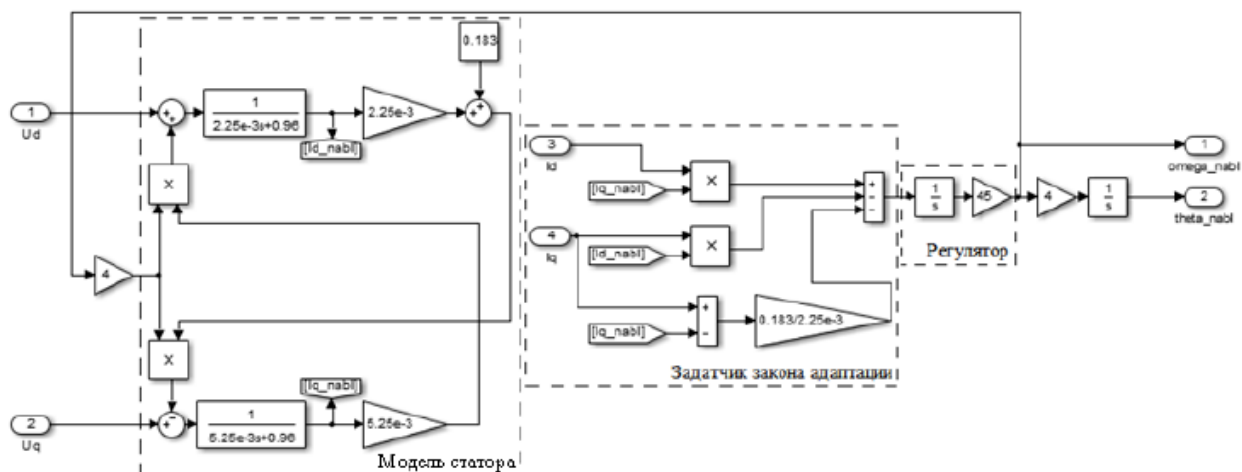 0.183
1
Ud
1
2.25e-3s+0.96
2.25e-3
[Id_nabl]
3
Id
1
omega_nabl
[Iq_nabl]
1
s
45
4
1
s
2
theta_nabl
4
Iq
[Id_nabl]
Регулятор
4
0.183/2.25e-3
[Iq_nabl]
Задатчик закона адаптации
[Iq_nabl]
2
Uq
1
5.25e-3s+0.96
5.25e-3
Модель статора